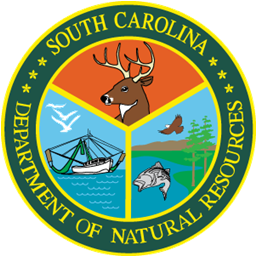 SOUTH CAROLINA
DEPARTMENT OF NATURAL RESOURCES